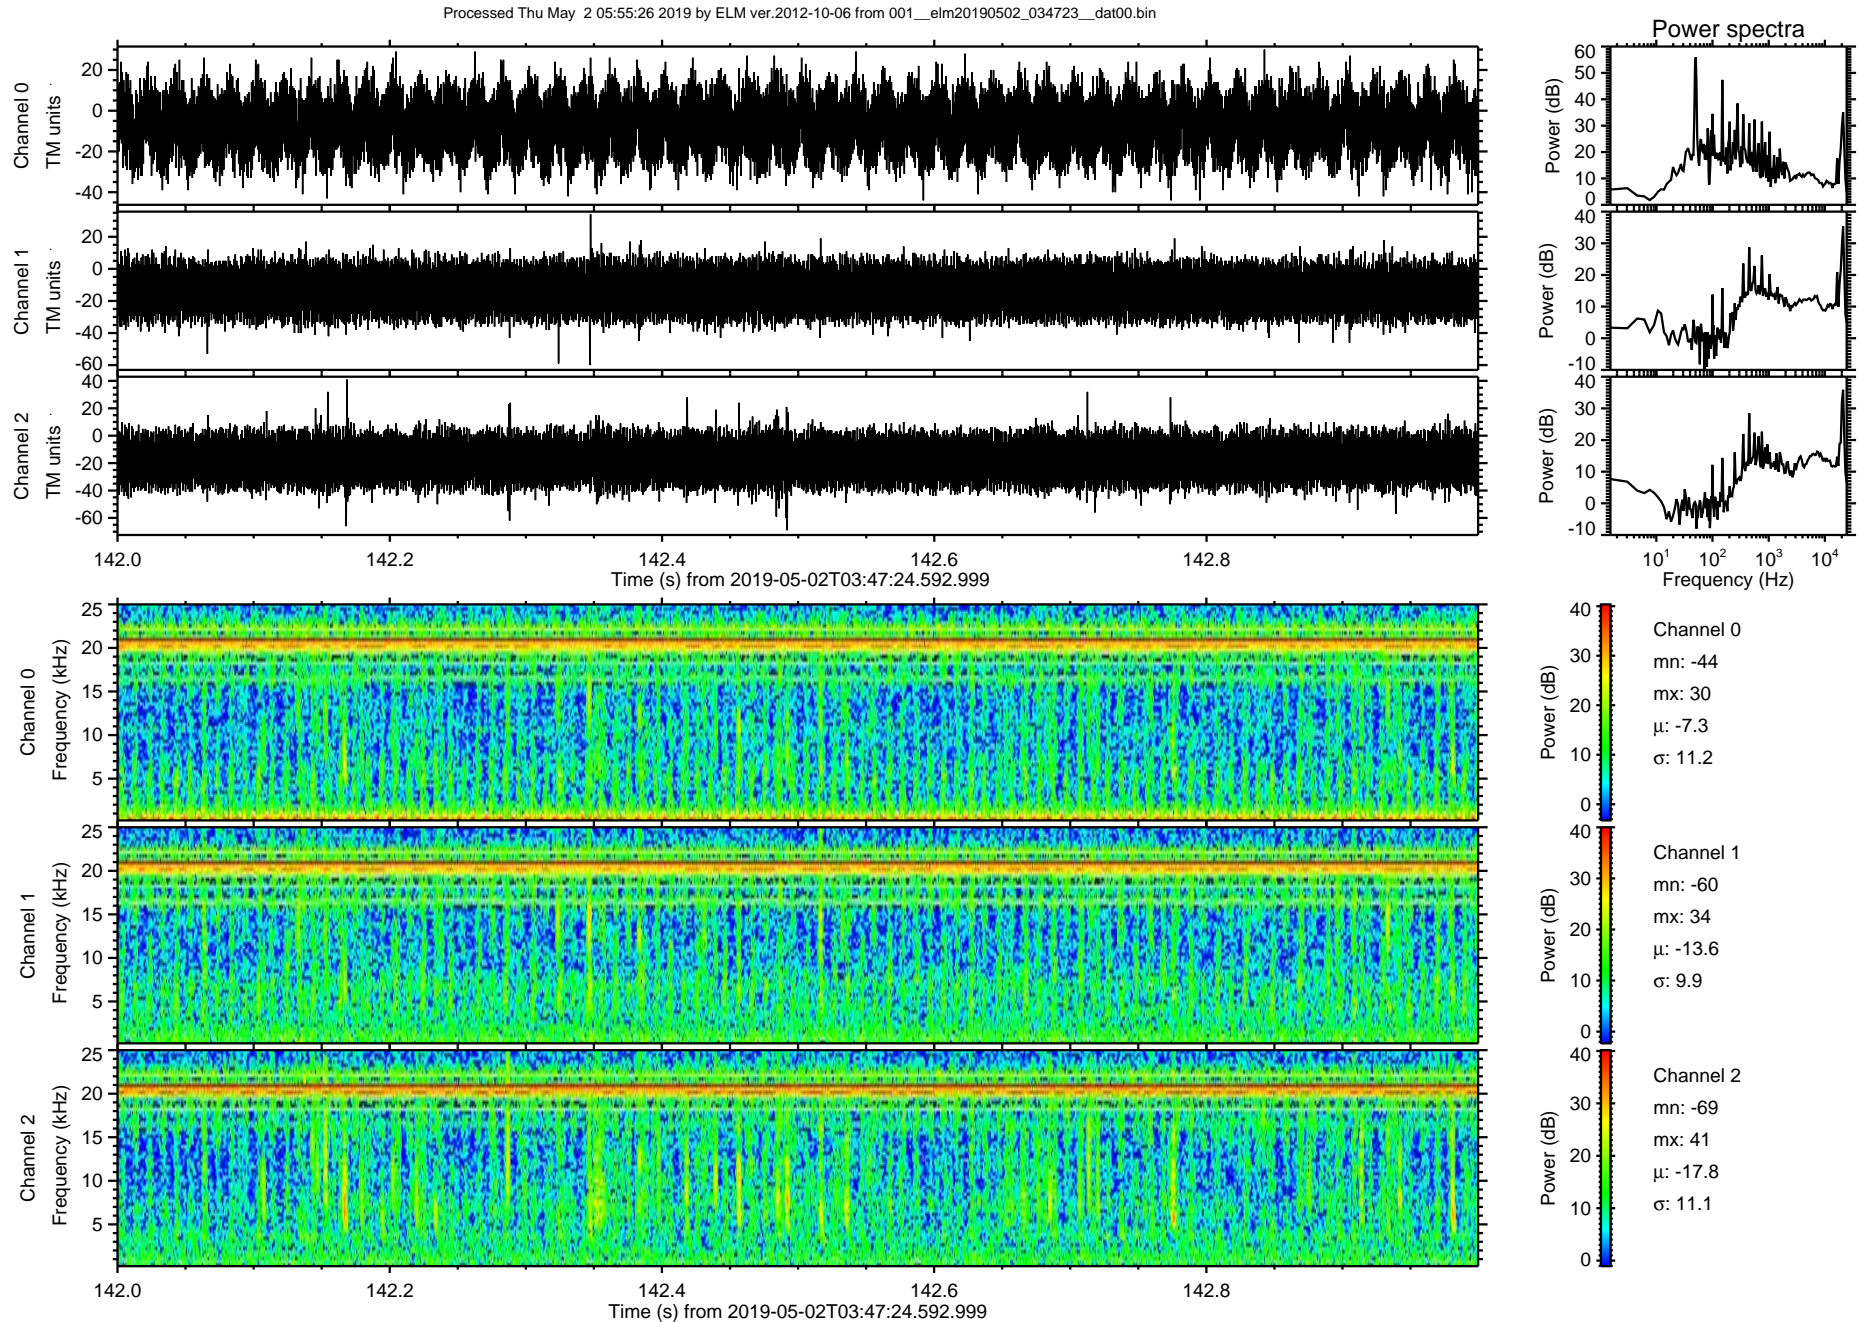 Processed Thu May  2 05:55:26 2019 by ELM ver.2012-10-06 from 001__elm20190502_034723__dat00.bin
Power spectra
Channel 0
TM units
20
0
-20
-40
Power (dB)
60
50
40
30
20
10
0
Channel 1
TM units
20
0
-20
-40
-60
Power (dB)
40
30
20
10
0
-10
Channel 2
TM units
40
20
0
-20
-40
-60
Power (dB)
40
30
20
10
0
-10
142.0 142.2 142.4 142.6 142.8
Time (s) from 2019-05-02T03:47:24.592.999
10^1 10^2 10^3 10^4
Frequency (Hz)
Channel 0
Frequency (kHz)
25
20
15
10
5
Power (dB)
40
30
20
10
0
Channel 0
mn: -44
mx: 30
μ: -7.3
σ: 11.2
Channel 1
Frequency (kHz)
25
20
15
10
5
Power (dB)
40
30
20
10
0
Channel 1
mn: -60
mx: 34
μ: -13.6
σ: 9.9
Channel 2
Frequency (kHz)
25
20
15
10
5
Power (dB)
40
30
20
10
0
Channel 2
mn: -69
mx: 41
μ: -17.8
σ: 11.1
142.0 142.2 142.4 142.6 142.8
Time (s) from 2019-05-02T03:47:24.592.999